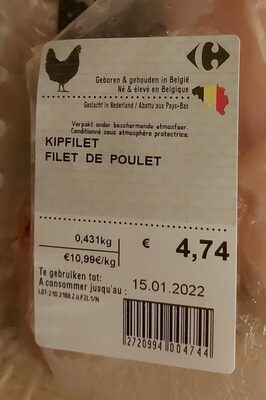 Geboren & gehouden in België
Né & élevé en Belgique
Geslacht in Nederland / Abattu aux Pays-Bas
Verpakt onder beschermende atmosfeer.
Conditionné sous atmosphère protectrice.
KIPFILET
FILET DE POULET
0,431kg
€ 4,74
€10,99€/kg
Te gebruiken tot:
A consommer jusqu'au : 15.01.2022
2720994004744